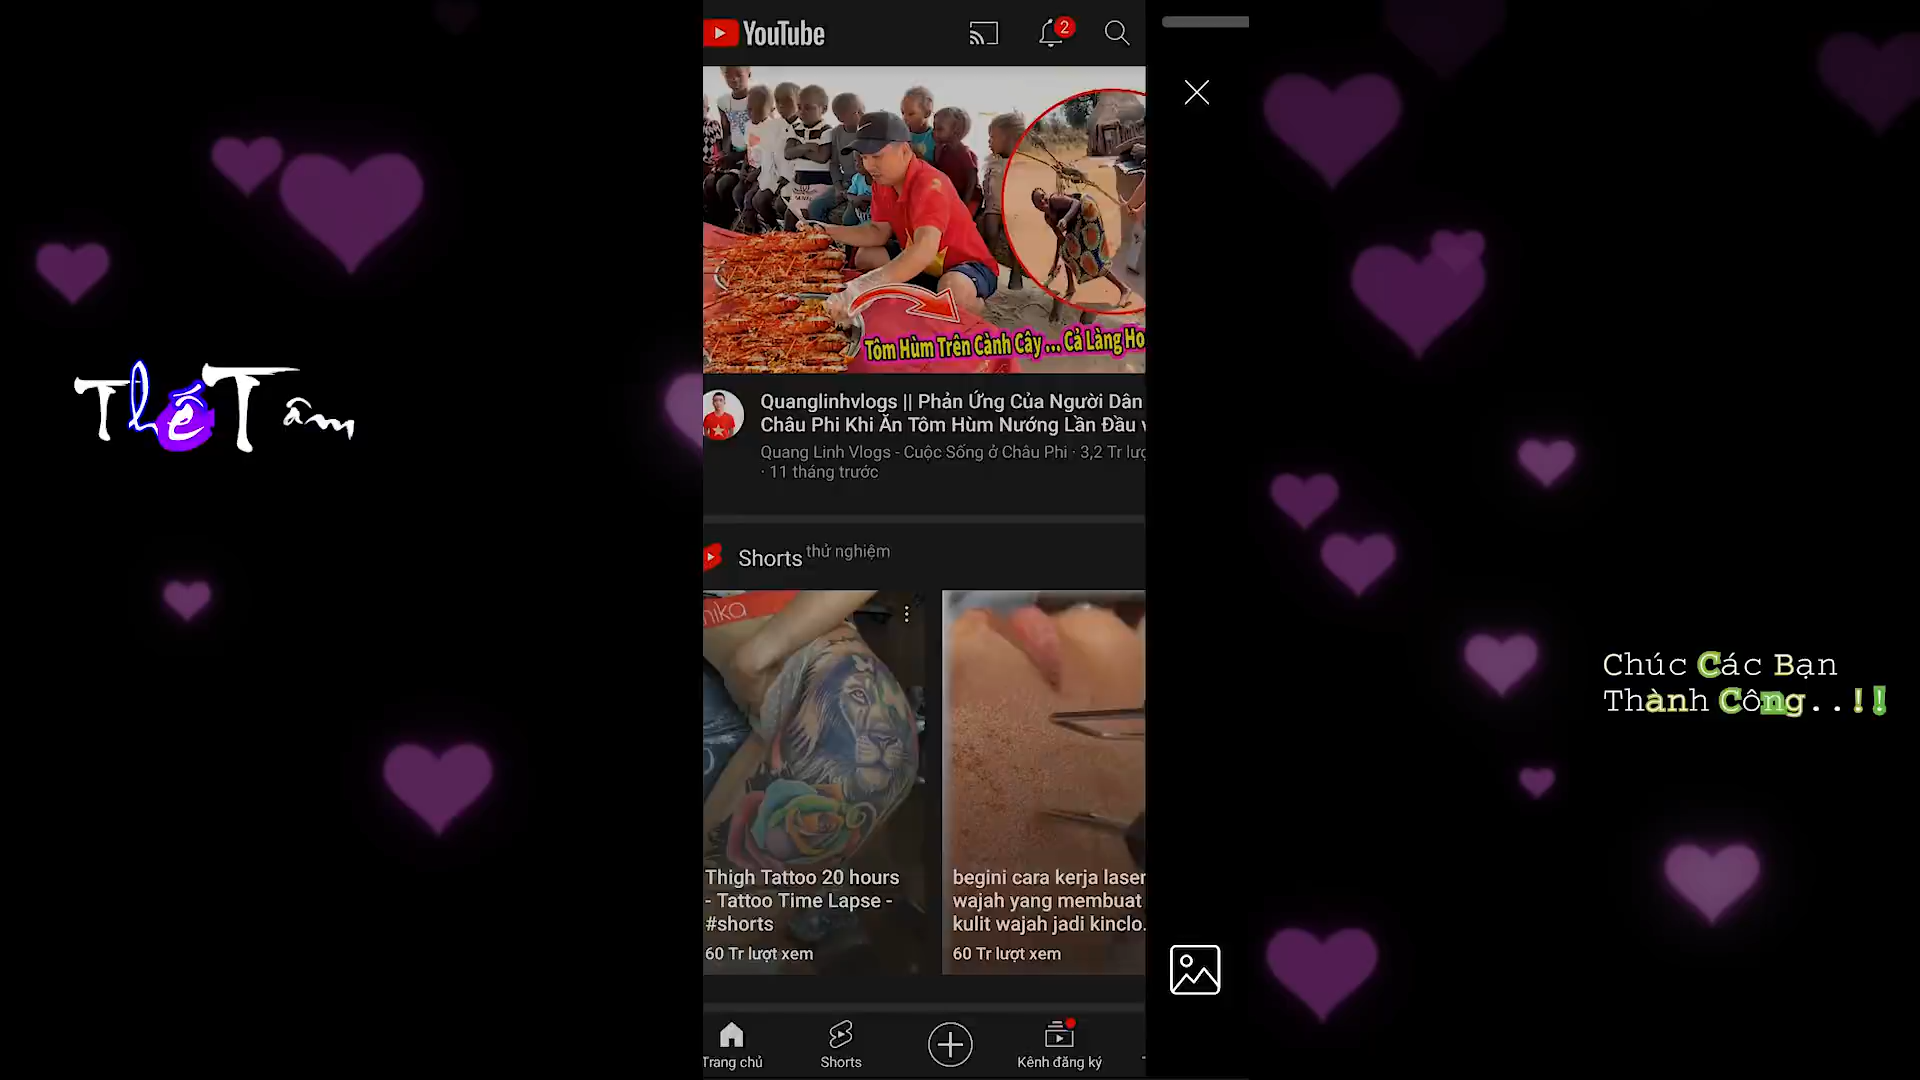 YouTube
2
Tôm Hùm Trên Cành Cây ... Cả Làng Ho
Quanglinhvlogs || Phản Ứng Của Người Dân
Châu Phi Khi Ăn Tôm Hùm Nướng Lần Đầu
Quang Linh Vlogs - Cuộc Sống ở Châu Phi · 3,2 Tr
· 11 tháng trước
Thế Tâm
Shorts thử nghiệm
Thigh Tattoo 20 hours
- Tattoo Time Lapse -
#shorts
60 Tr lượt xem
begini cara kerja laser
wajah yang membuat
kulit wajah jadi kinclo.
60 Tr lượt xem
Chúc Các Bạn
Thành Công..!!
Trang chủ
Shorts
Kênh đăng ký